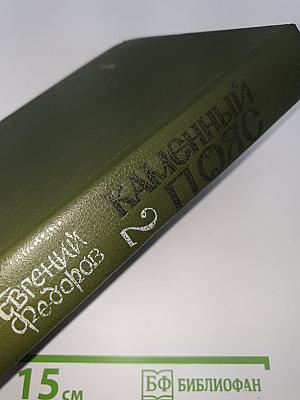 Евгений
Федоров
КАМЕННЫЙ
ПОЯС
2
15 см
БФ БИБЛИОФАН